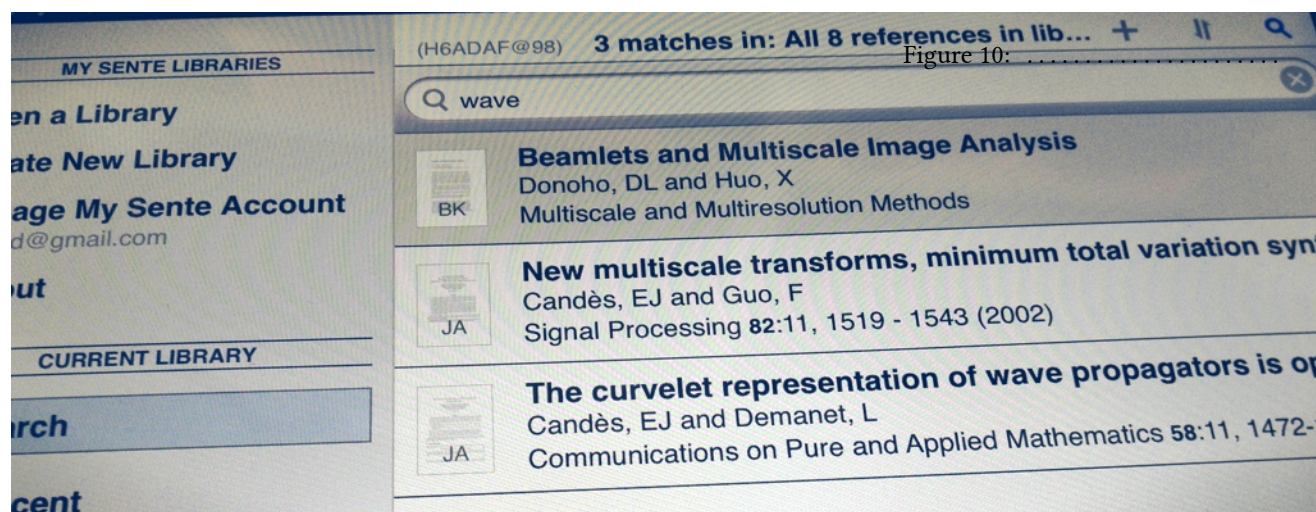 MY SENTE LIBRARIES
en a Library
ate New Library
age My Sente Account
d@gmail.com
out
CURRENT LIBRARY
rch
cent
(H6ADAF@98) 3 matches in: All 8 references in lib...
Figure 10: ......................
wave
Beamlets and Multiscale Image Analysis
Donoho, DL and Huo, X
BK
Multiscale and Multiresolution Methods
New multiscale transforms, minimum total variation syn
Candès, EJ and Guo, F
JA
Signal Processing 82:11, 1519 - 1543 (2002)
The curvelet representation of wave propagators is op
Candès, EJ and Demanet, L
JA
Communications on Pure and Applied Mathematics 58:11, 1472-